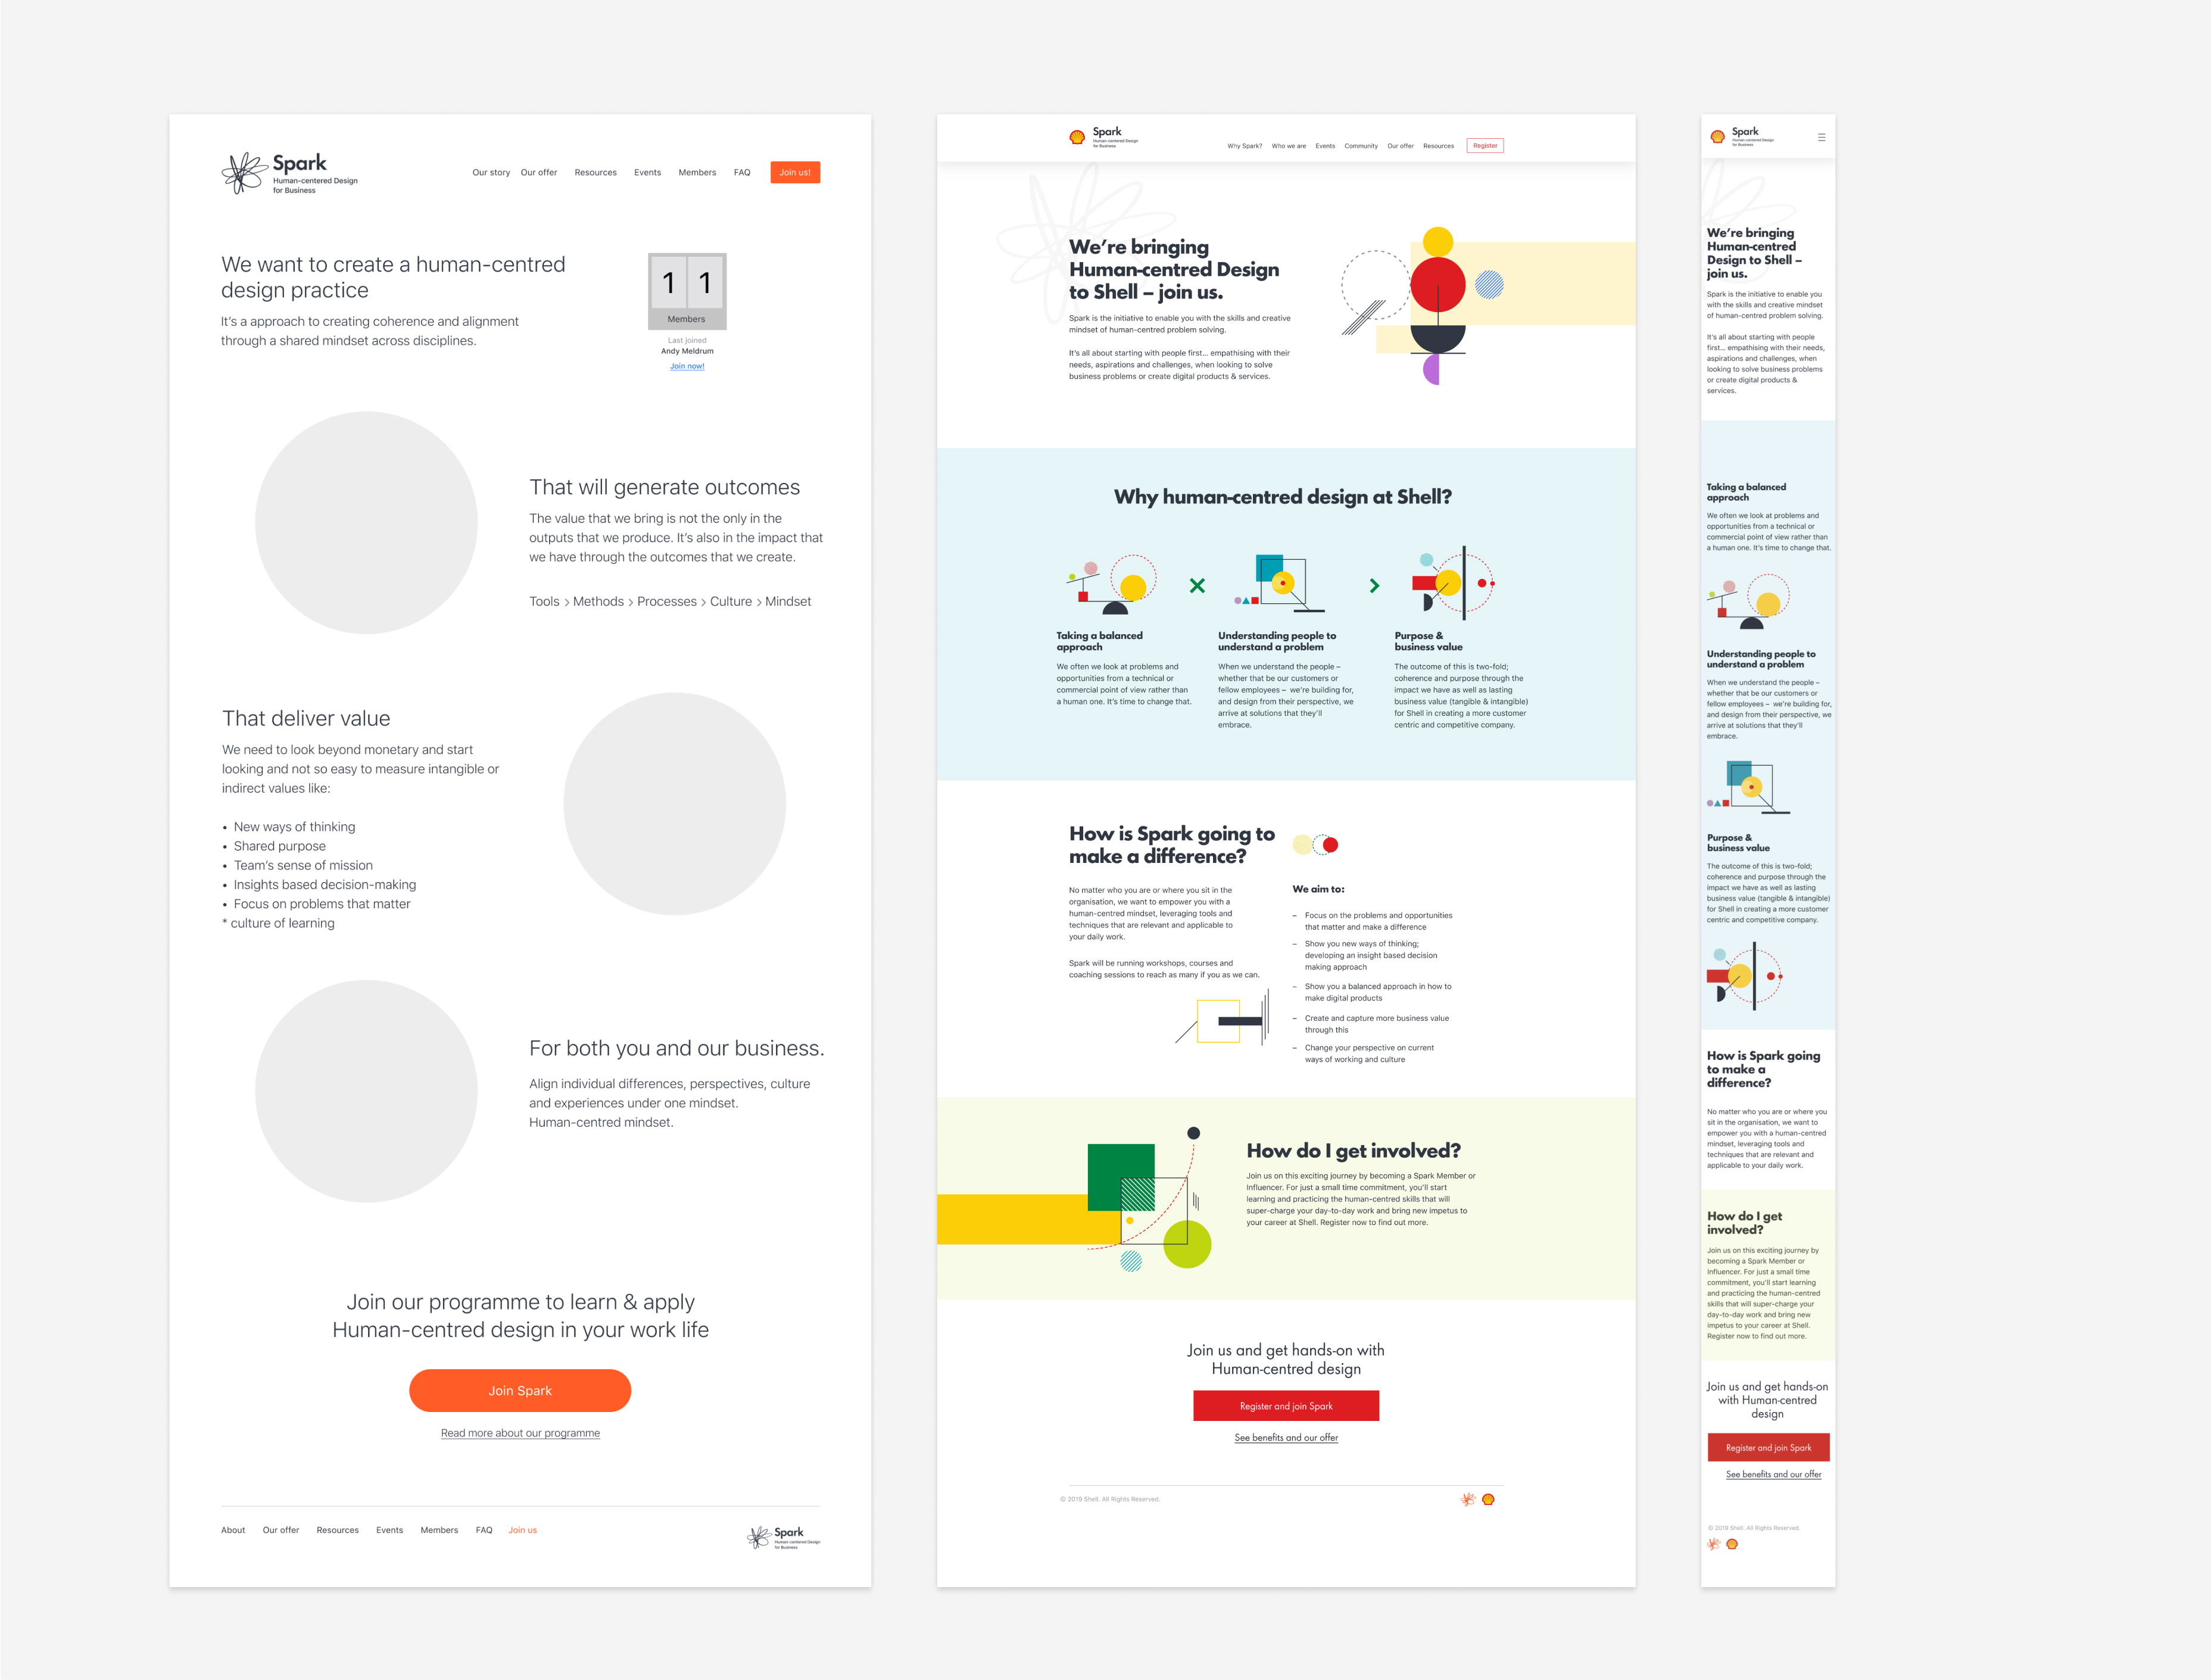 Spark
Human-centered Design
for Business
Our story Our offer Resources Events Members FAQ Join us!
We want to create a human-centred
design practice
It's a approach to creating coherence and alignment
through a shared mindset across disciplines.
1 1
Members
Last joined
Andy Meldrum
Join now!
That will generate outcomes
The value that we bring is not the only in the
outputs that we produce. It's also in the impact that
we have through the outcomes that we create.
Tools > Methods > Processes > Culture > Mindset
That deliver value
We need to look beyond monetary and start
looking and not so easy to measure intangible or
indirect values like:
• New ways of thinking
• Shared purpose
• Team's sense of mission
• Insights based decision-making
• Focus on problems that matter
* culture of learning
For both you and our business.
Align individual differences, perspectives, culture
and experiences under one mindset.
Human-centred mindset.
Join our programme to learn & apply
Human-centred design in your work life
Join Spark
Read more about our programme
About Our offer Resources Events Members FAQ Join us
Spark
Human-centered Design
for Business
Spark
Human-centered Design
for Business
Why Spark? Who we are Events Community Our offer Resources Register
We're bringing
Human-centred Design
to Shell – join us.
Spark is the initiative to enable you with the skills and creative
mindset of human-centred problem solving.
It's all about starting with people first... empathising with their
needs, aspirations and challenges, when looking to solve
business problems or create digital products & services.
Why human-centred design at Shell?
Taking a balanced
approach
We often we look at problems and
opportunities from a technical or
commercial point of view rather than
a human one. It's time to change that.
Understanding people to
understand a problem
When we understand the people –
whether that be our customers or
fellow employees – we're building for,
and design from their perspective, we
arrive at solutions that they'll
embrace.
Purpose &
business value
The outcome of this is two-fold;
coherence and purpose through the
impact we have as well as lasting
business value (tangible & intangible)
for Shell in creating a more customer
centric and competitive company.
How is Spark going to
make a difference?
No matter who you are or where you sit in the
organisation, we want to empower you with a
human-centred mindset, leveraging tools and
techniques that are relevant and applicable to
your daily work.
Spark will be running workshops, courses and
coaching sessions to reach as many if you as we can.
We aim to:
– Focus on the problems and opportunities
that matter and make a difference
– Show you new ways of thinking;
developing an insight based decision
making approach
– Show you a balanced approach in how to
make digital products
– Create and capture more business value
through this
– Change your perspective on current
ways of working and culture
How do I get involved?
Join us on this exciting journey by becoming a Spark Member or
Influencer. For just a small time commitment, you'll start
learning and practicing the human-centred skills that will
super-charge your day-to-day work and bring new impetus to
your career at Shell. Register now to find out more.
Join us and get hands-on with
Human-centred design
Register and join Spark
See benefits and our offer
© 2019 Shell. All Rights Reserved.
Spark
Human-centered Design
for Business
We're bringing
Human-centred
Design to Shell –
join us.
Spark is the initiative to enable you
with the skills and creative mindset
of human-centred problem solving.
It's all about starting with people
first... empathising with their needs,
aspirations and challenges, when
looking to solve business problems
or create digital products &
services.
Taking a balanced
approach
We often we look at problems and
opportunities from a technical or
commercial point of view rather than
a human one. It's time to change that.
Understanding people to
understand a problem
When we understand the people –
whether that be our customers or
fellow employees – we're building for,
and design from their perspective, we
arrive at solutions that they'll
embrace.
Purpose &
business value
The outcome of this is two-fold;
coherence and purpose through the
impact we have as well as lasting
business value (tangible & intangible)
for Shell in creating a more customer
centric and competitive company.
How is Spark going
to make a
difference?
No matter who you are or where you
sit in the organisation, we want to
empower you with a human-centred
mindset, leveraging tools and
techniques that are relevant and
applicable to your daily work.
How do I get
involved?
Join us on this exciting journey by
becoming a Spark Member or
Influencer. For just a small time
commitment, you'll start learning
and practicing the human-centred
skills that will super-charge your
day-to-day work and bring new
impetus to your career at Shell.
Register now to find out more.
Join us and get hands-on
with Human-centred
design
Register and join Spark
See benefits and our offer
© 2019 Shell. All Rights Reserved.